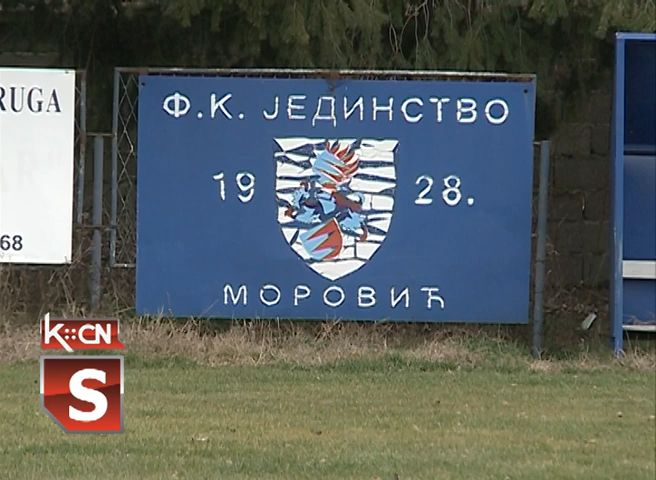 RUGA
68
Ф.К. ЈЕДИНСТВО
19 28.
МОРОВИЋ
K::CN
S